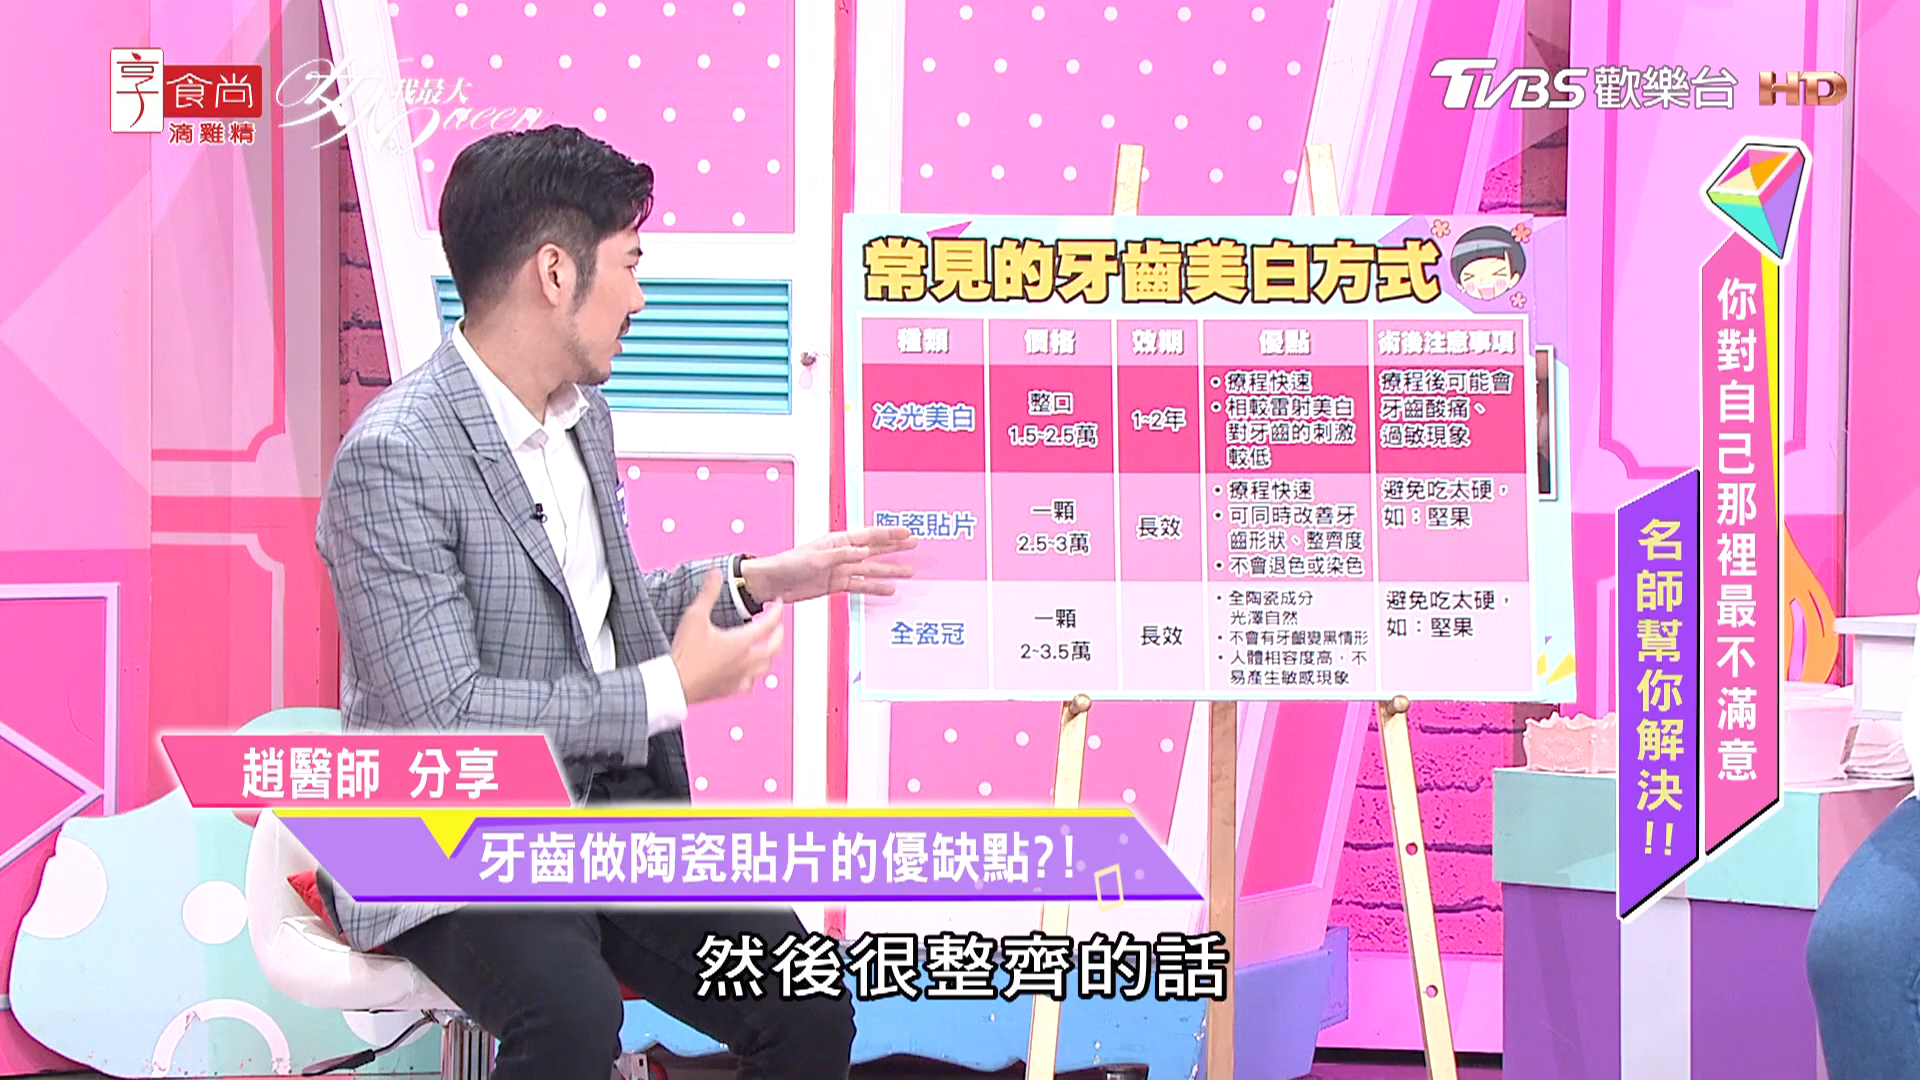 享
食尚
滴雞精
女人我最大
Queen
TVBS歡樂台 HD
常見的牙齒美白方式
種類
價格
效期
優點
術後注意事項
冷光美白
整口
1.5~2.5萬
1~2年
•療程快速
•相較雷射美白
對牙齒的刺激
較低
療程後可能會
牙齒酸痛、
過敏現象
陶瓷貼片
一顆
2.5~3萬
長效
•療程快速
•可同時改善牙
齒形狀、整齊度
•不會退色或染色
避免吃太硬，
如：堅果
全瓷冠
一顆
2~3.5萬
長效
•全陶瓷成分
光澤自然
•不會有牙齦變黑情形
•人體相容度高，不
易產生敏感現象
避免吃太硬，
如：堅果
你對自己那裡最不滿意
名師幫你解決!!
趙醫師 分享
牙齒做陶瓷貼片的優缺點?!
然後很整齊的話